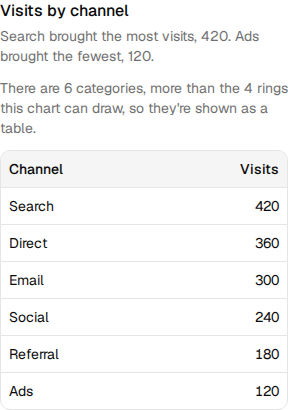 Visits by channel
Search brought the most visits, 420. Ads
brought the fewest, 120.
There are 6 categories, more than the 4 rings
this chart can draw, so they're shown as a
table.
Channel Visits
Search 420
Direct 360
Email 300
Social 240
Referral 180
Ads 120